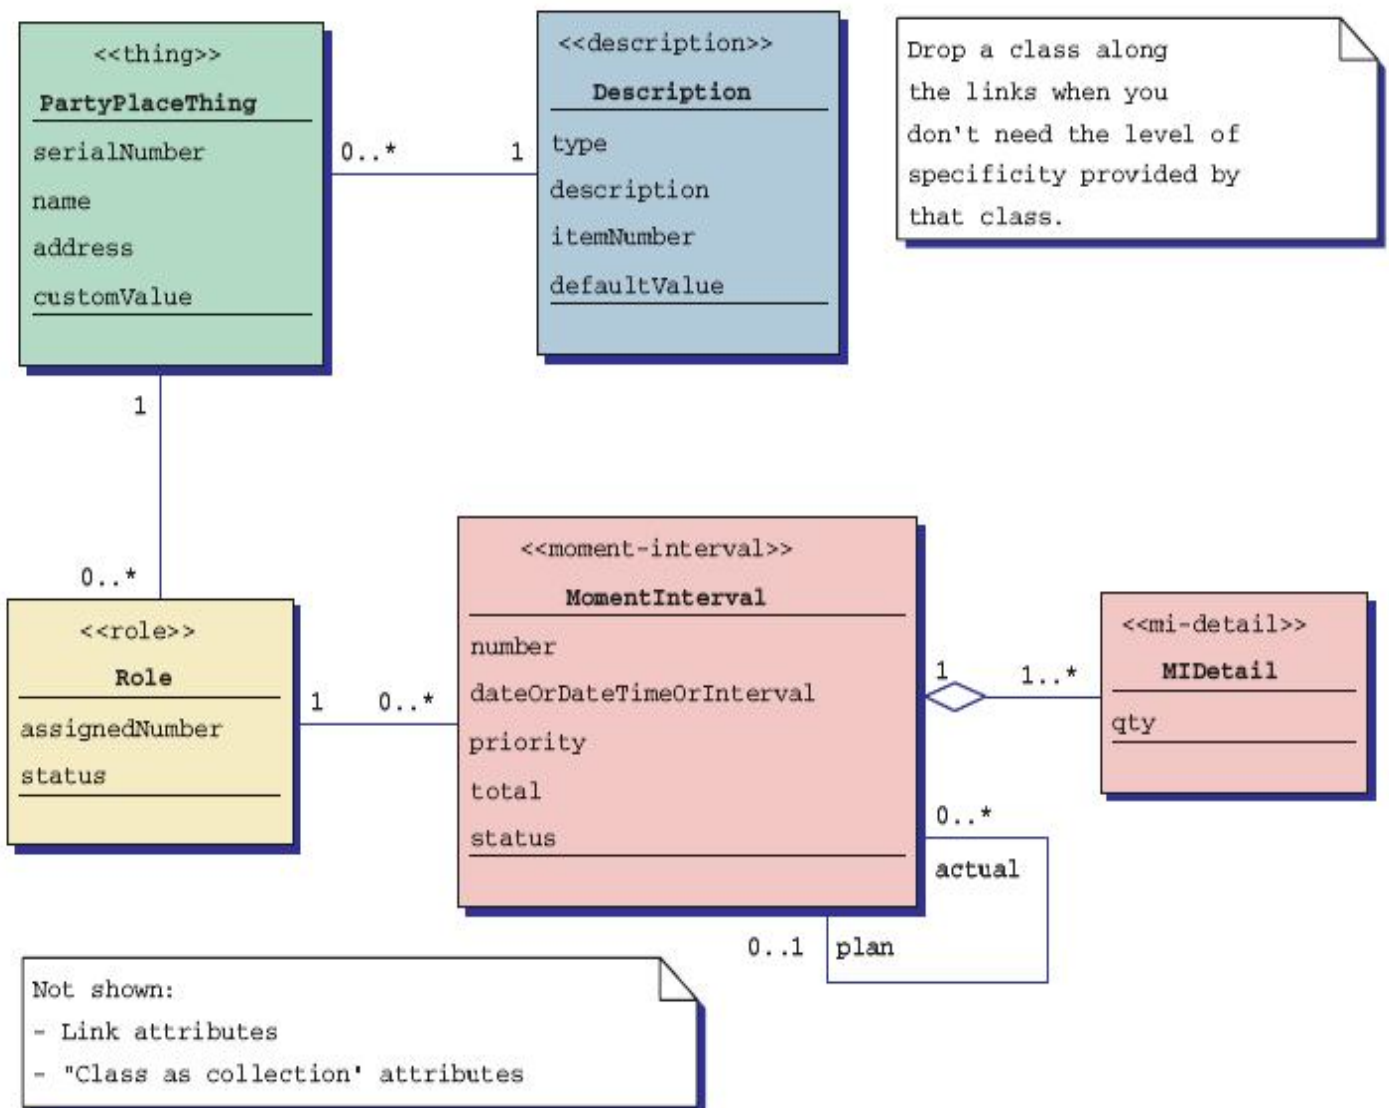 <<thing>>
PartyPlaceThing
serialNumber
name
address
customValue
0..*
1
<<description>>
Description
type
description
itemNumber
defaultValue
Drop a class along
the links when you
don't need the level of
specificity provided by
that class.
1
0..*
<<role>>
Role
assignedNumber
status
1
0..*
<<moment-interval>>
MomentInterval
number
dateOrDateTimeOrInterval
priority
total
status
1
1..*
<<mi-detail>>
MIDetail
qty
0..*
actual
0..1
plan
Not shown:
- Link attributes
- "Class as collection' attributes